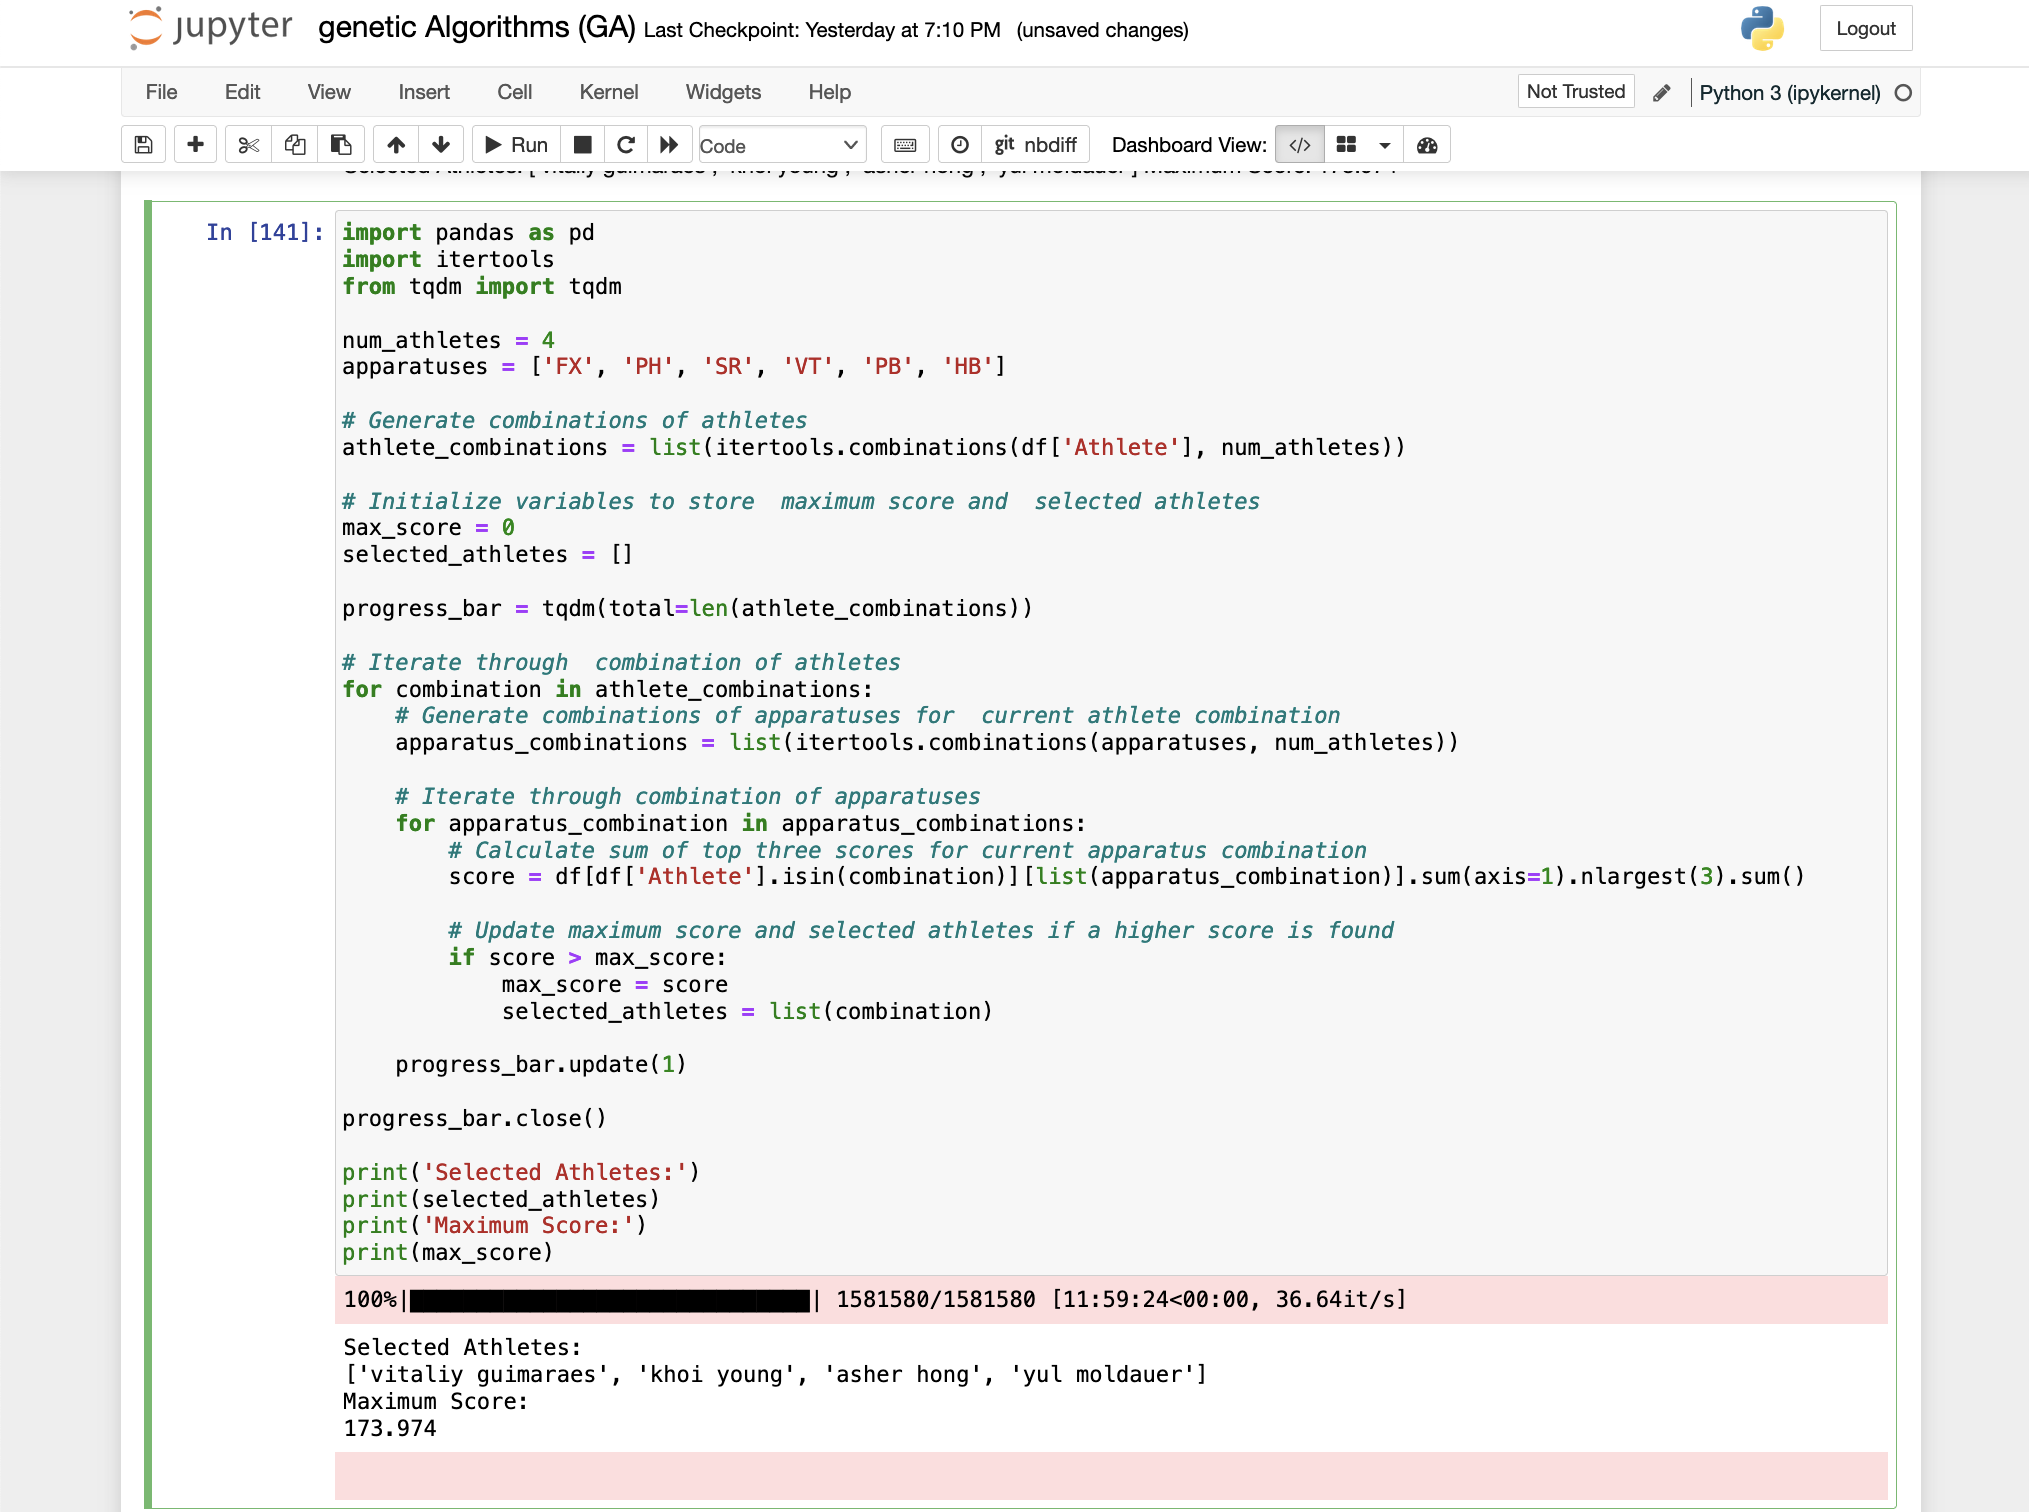 jupyter genetic Algorithms (GA) Last Checkpoint: Yesterday at 7:10 PM (unsaved changes) Logout
File Edit View Insert Cell Kernel Widgets Help Not Trusted Python 3 (ipykernel)
Run Code git nbdiff Dashboard View: </>
In [141]:
import pandas as pd
import itertools
from tqdm import tqdm
num_athletes = 4
apparatuses = ['FX', 'PH', 'SR', 'VT', 'PB', 'HB']
# Generate combinations of athletes
athlete_combinations = list(itertools.combinations(df['Athlete'], num_athletes))
# Initialize variables to store  maximum score and  selected athletes
max_score = 0
selected_athletes = []
progress_bar = tqdm(total=len(athlete_combinations))
# Iterate through  combination of athletes
for combination in athlete_combinations:
    # Generate combinations of apparatuses for  current athlete combination
    apparatus_combinations = list(itertools.combinations(apparatuses, num_athletes))
    # Iterate through combination of apparatuses
    for apparatus_combination in apparatus_combinations:
        # Calculate sum of top three scores for current apparatus combination
        score = df[df['Athlete'].isin(combination)][list(apparatus_combination)].sum(axis=1).nlargest(3).sum()
        # Update maximum score and selected athletes if a higher score is found
        if score > max_score:
            max_score = score
            selected_athletes = list(combination)
    progress_bar.update(1)
progress_bar.close()
print('Selected Athletes:')
print(selected_athletes)
print('Maximum Score:')
print(max_score)
100%|██████████| 1581580/1581580 [11:59:24<00:00, 36.64it/s]
Selected Athletes:
['vitaliy guimaraes', 'khoi young', 'asher hong', 'yul moldauer']
Maximum Score:
173.974